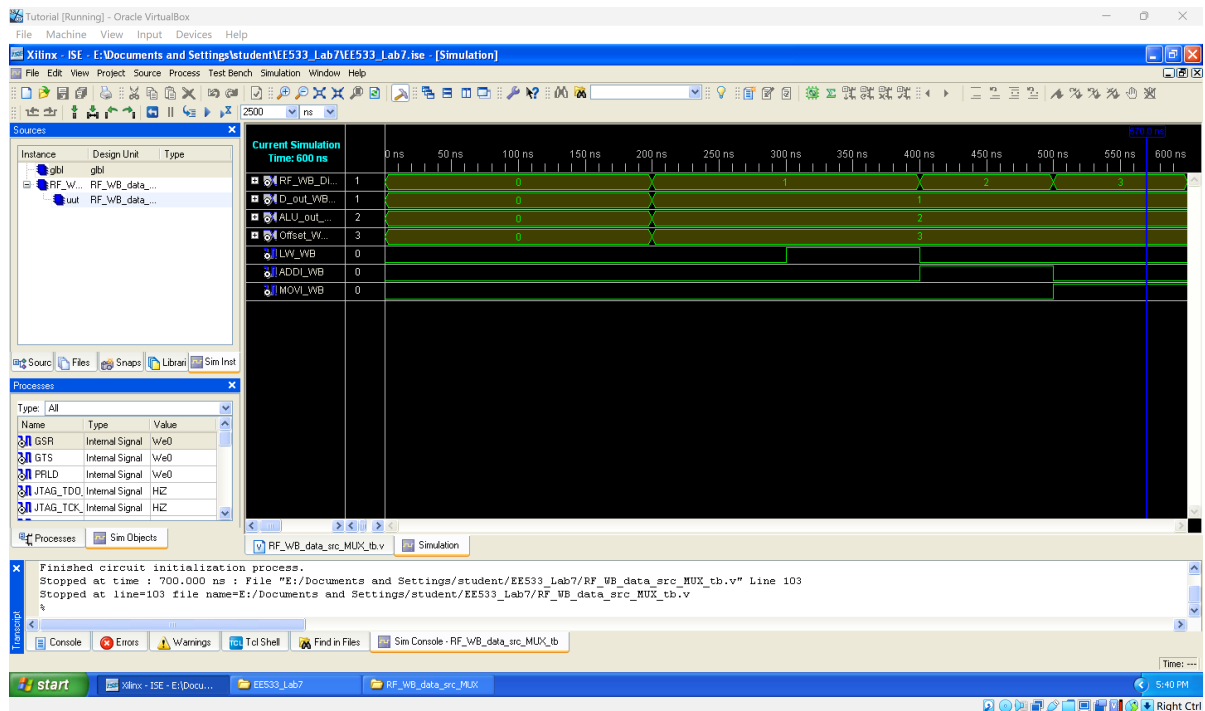 Tutorial [Running] - Oracle VirtualBox
File Machine View Input Devices Help
Xilinx - ISE - E:\Documents and Settings\student\EE533_Lab7\EE533_Lab7.ise - [Simulation]
File Edit View Project Source Process Test Bench Simulation Window Help
2500 ns
Sources
Instance Design Unit Type
glbl glbl
RF_W... RF_WB_data_...
uut RF_WB_data_...
Sourc Files Snaps Librari Sim Inst
Processes
Type: All
Name Type Value
GSR Internal Signal We0
GTS Internal Signal We0
PRLD Internal Signal We0
JTAG_TDO_ Internal Signal HiZ
JTAG_TCK_ Internal Signal HiZ
Processes Sim Objects
570.0 ns
Current Simulation
Time: 600 ns
0 ns 50 ns 100 ns 150 ns 200 ns 250 ns 300 ns 350 ns 400 ns 450 ns 500 ns 550 ns 600 ns
RF_WB_Di... 1 0 1 2 3
D_out_WB... 1 0 1
ALU_out_... 2 0 2
Offset_W... 3 0 3
LW_WB 0
ADDI_WB 0
MOVI_WB 0
RF_WB_data_src_MUX_tb.v Simulation
Finished circuit initialization process.
Stopped at time : 700.000 ns : File "E:/Documents and Settings/student/EE533_Lab7/RF_WB_data_src_MUX_tb.v" Line 103
Stopped at line=103 file name=E:/Documents and Settings/student/EE533_Lab7/RF_WB_data_src_MUX_tb.v
%
Transcript
Console Errors Warnings Tcl Shell Find in Files Sim Console - RF_WB_data_src_MUX_tb
Time: ---
start Xilinx - ISE - E:\Docu... EE533_Lab7 RF_WB_data_src_MUX 5:40 PM
Right Ctrl